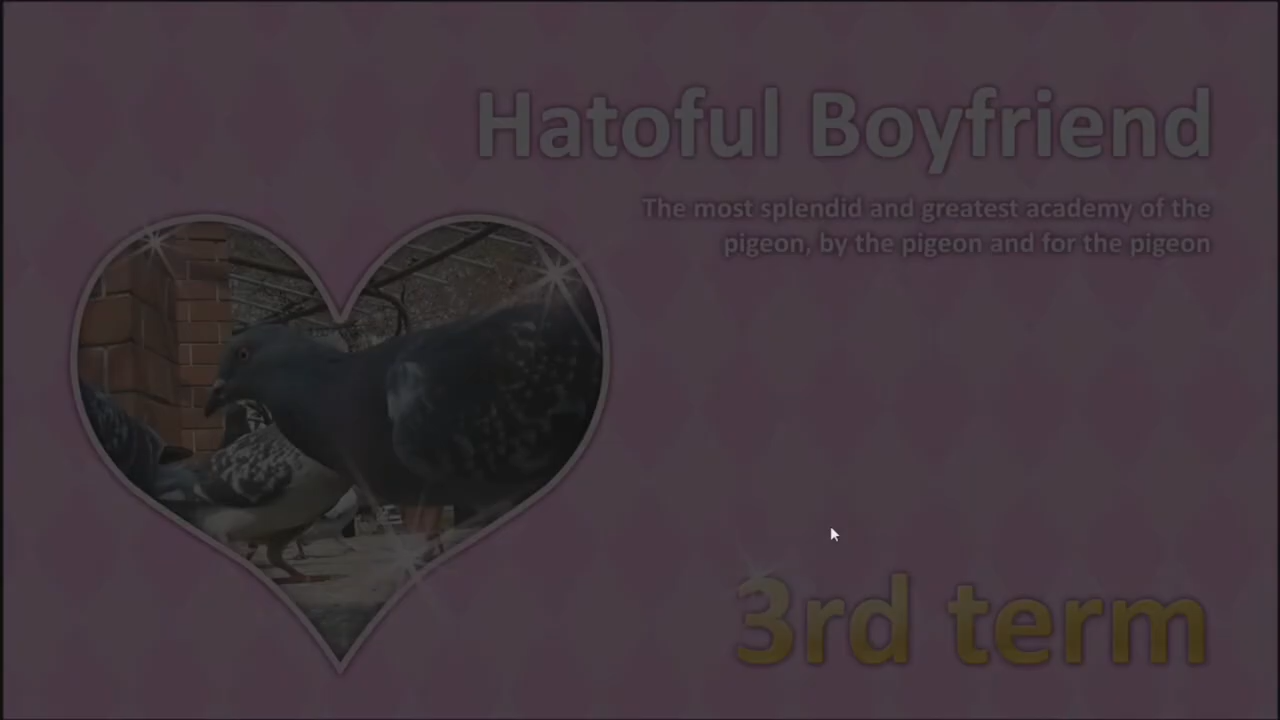 Hatoful Boyfriend
The most splendid and greatest academy of the
pigeon, by the pigeon and for the pigeon
3rd term